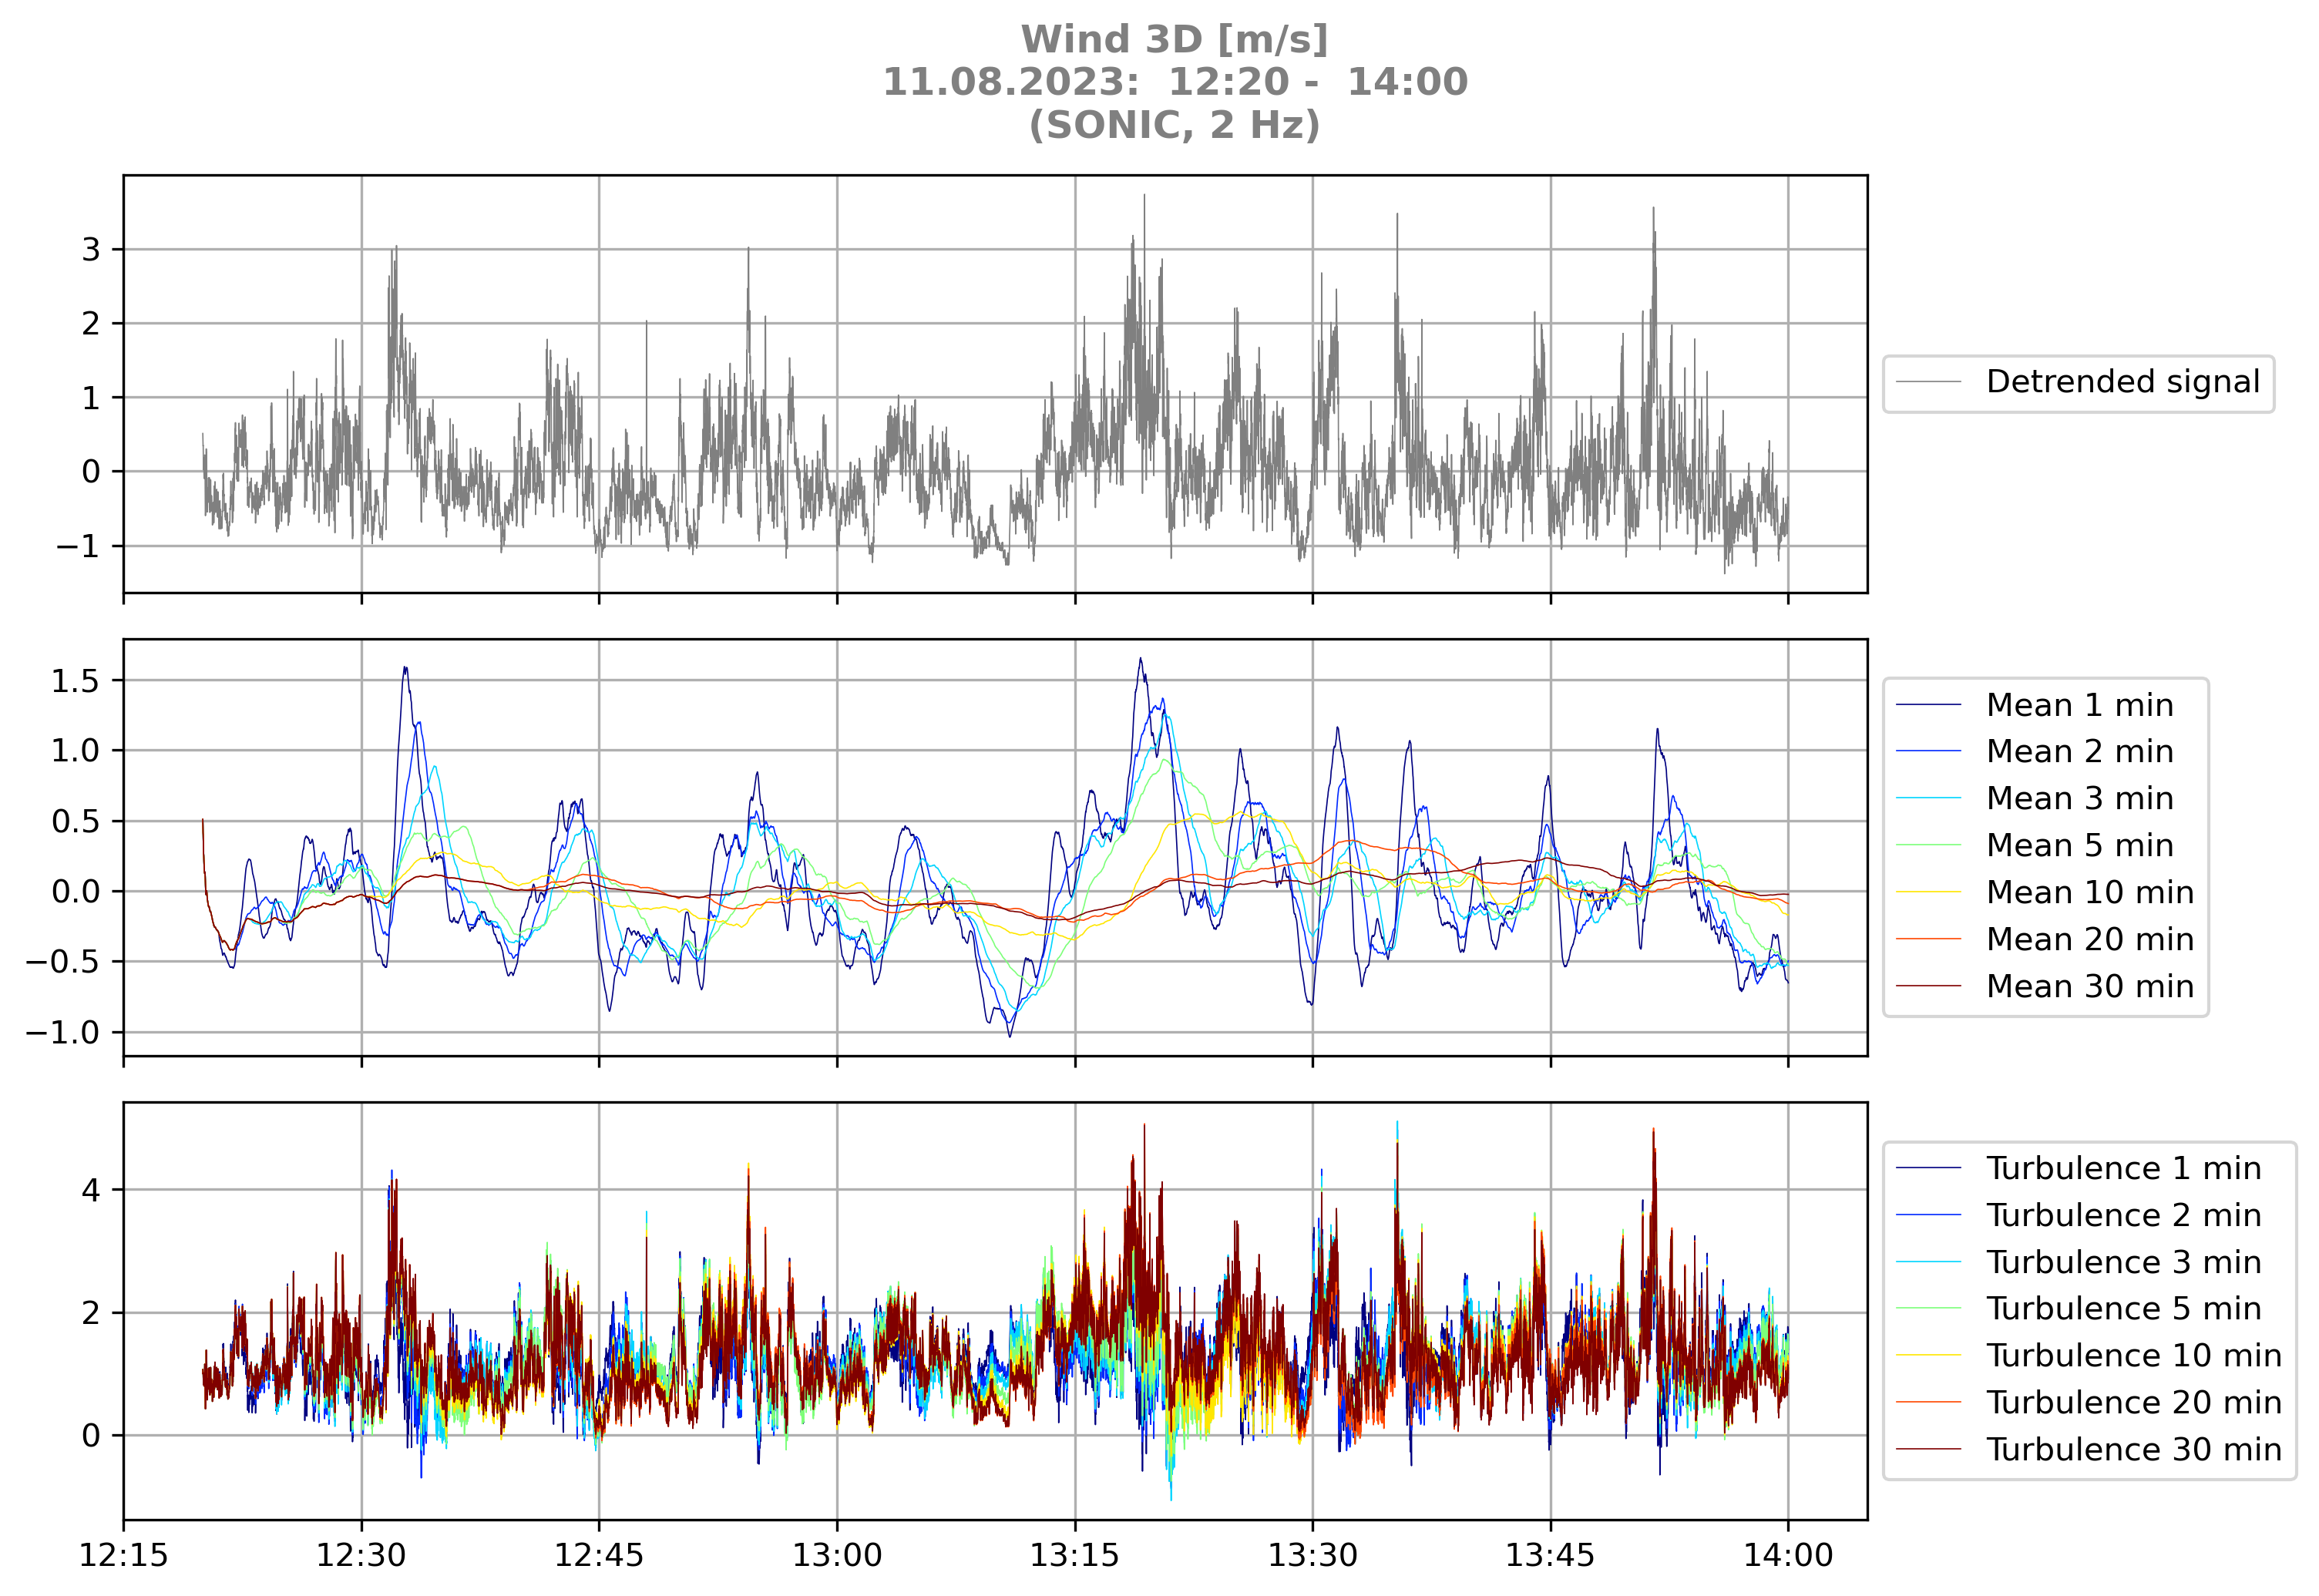 Wind 3D [m/s]
11.08.2023:  12:20 -  14:00
(SONIC, 2 Hz)
3
2
1
0
−1
Detrended signal
1.5
1.0
0.5
0.0
−0.5
−1.0
Mean 1 min
Mean 2 min
Mean 3 min
Mean 5 min
Mean 10 min
Mean 20 min
Mean 30 min
4
2
0
Turbulence 1 min
Turbulence 2 min
Turbulence 3 min
Turbulence 5 min
Turbulence 10 min
Turbulence 20 min
Turbulence 30 min
12:15 12:30 12:45 13:00 13:15 13:30 13:45 14:00